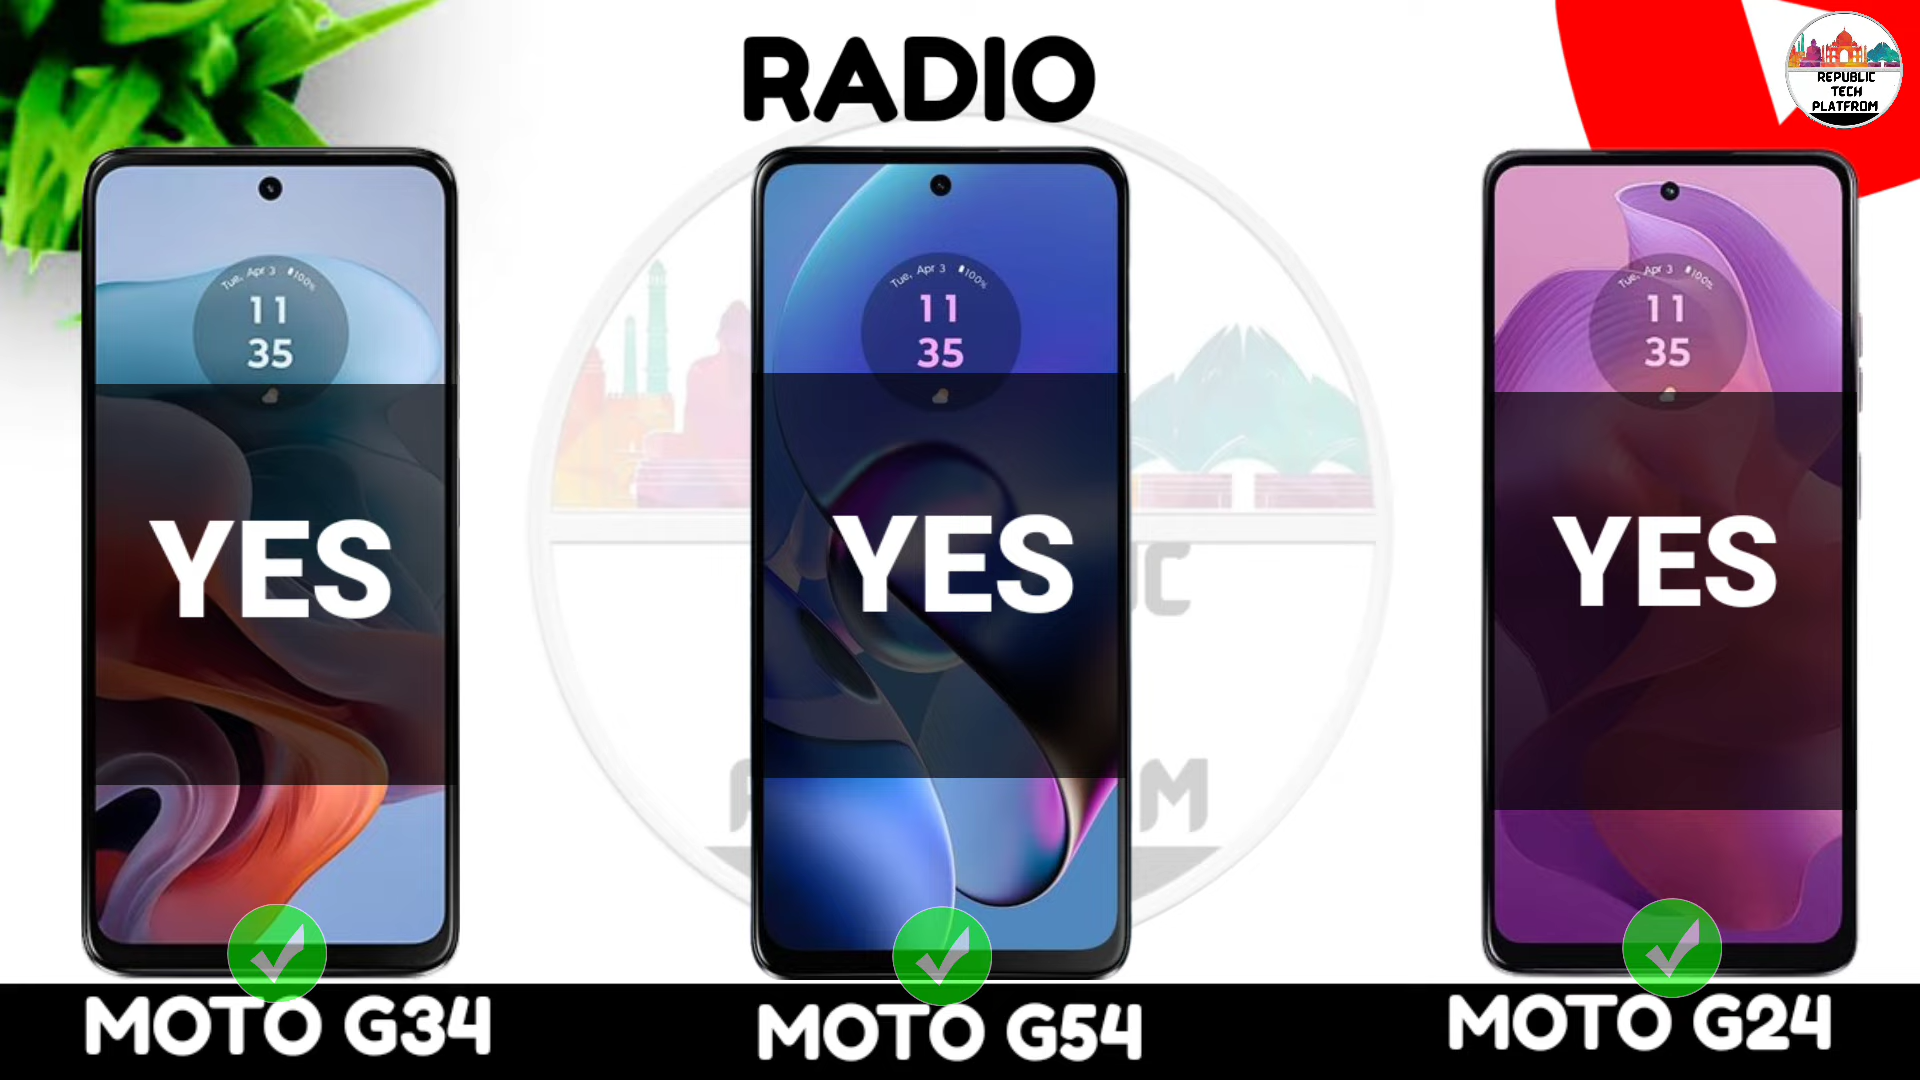 RADIO
REPUBLIC
TECH
PLATFROM
Tue, Apr 3 100%
11
35
YES
MOTO G34
Tue, Apr 3 100%
11
35
YES
MOTO G54
Tue, Apr 3 100%
11
35
YES
MOTO G24